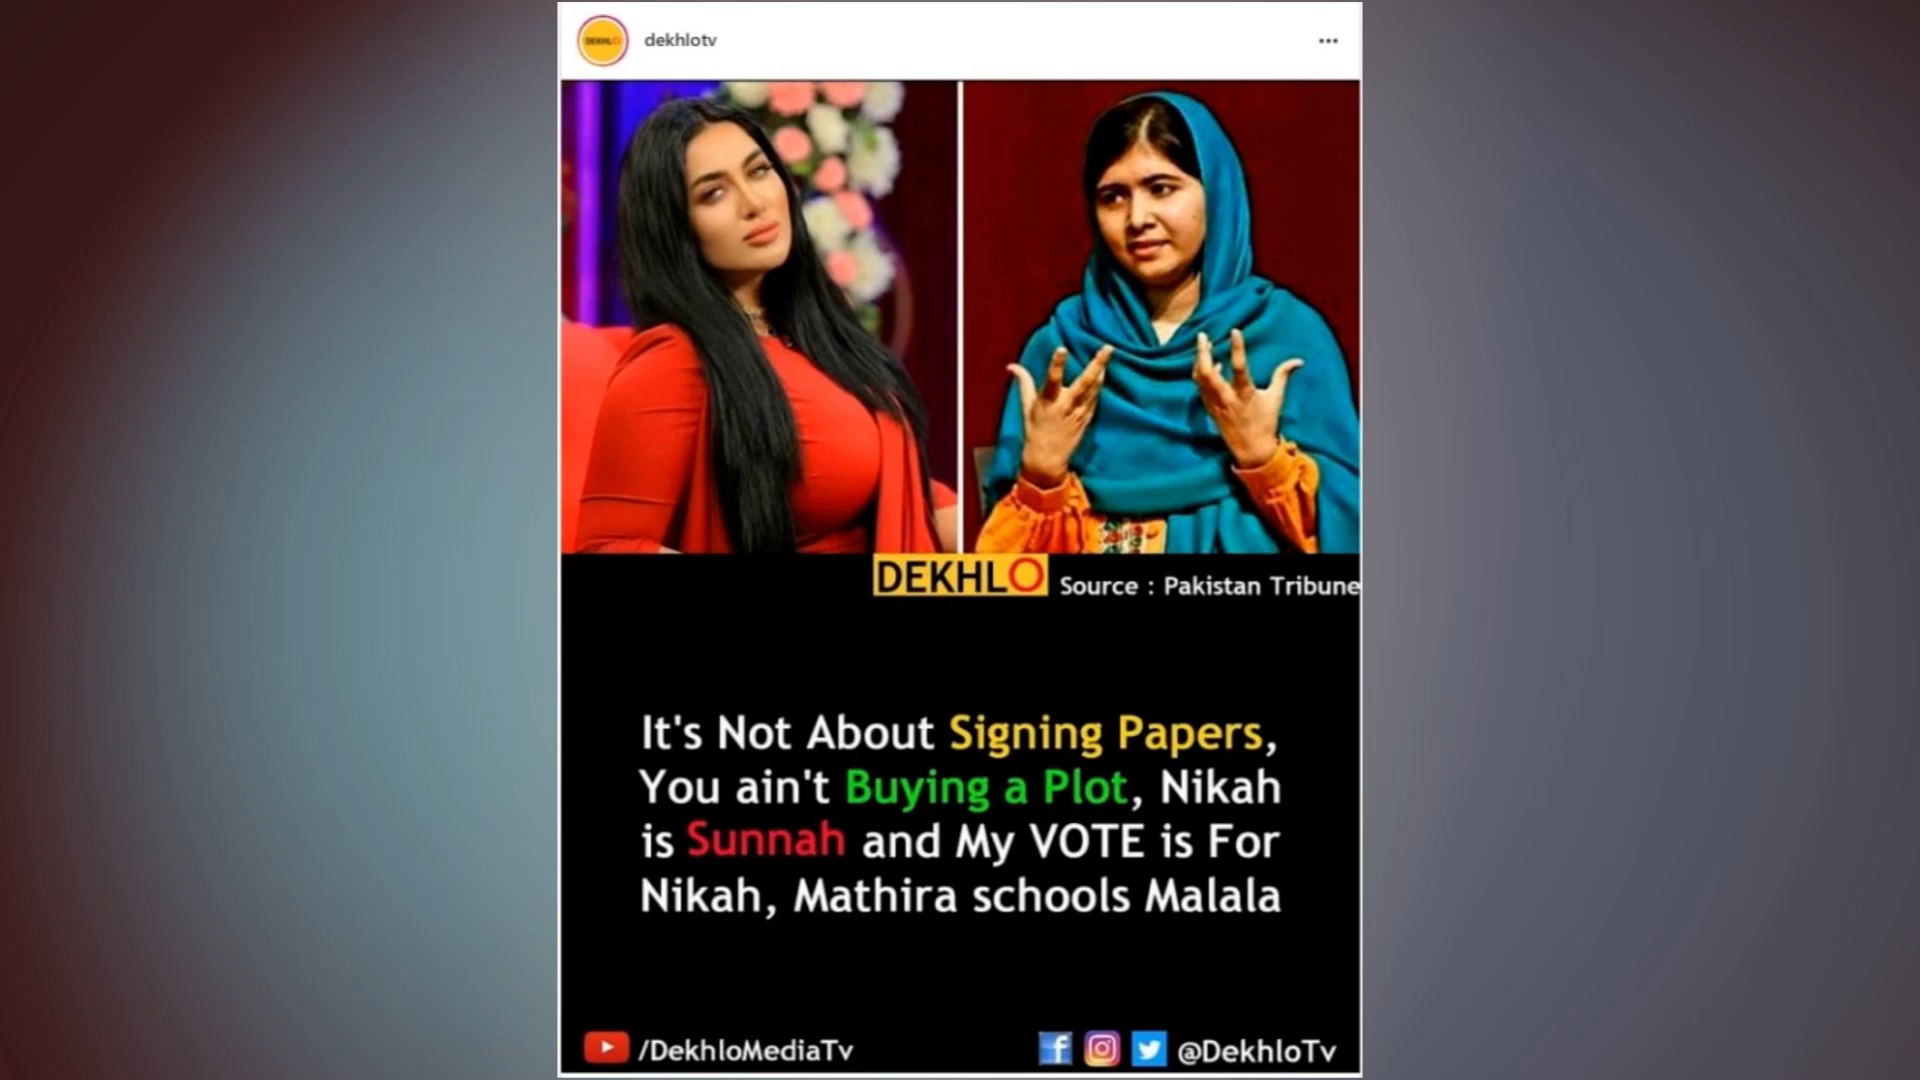 DEKHLO
dekhlotv
DEKHLO
Source : Pakistan Tribune
It's Not About Signing Papers,
You ain't Buying a Plot, Nikah
is Sunnah and My VOTE is For
Nikah, Mathira schools Malala
/DekhloMediaTv
@DekhloTv